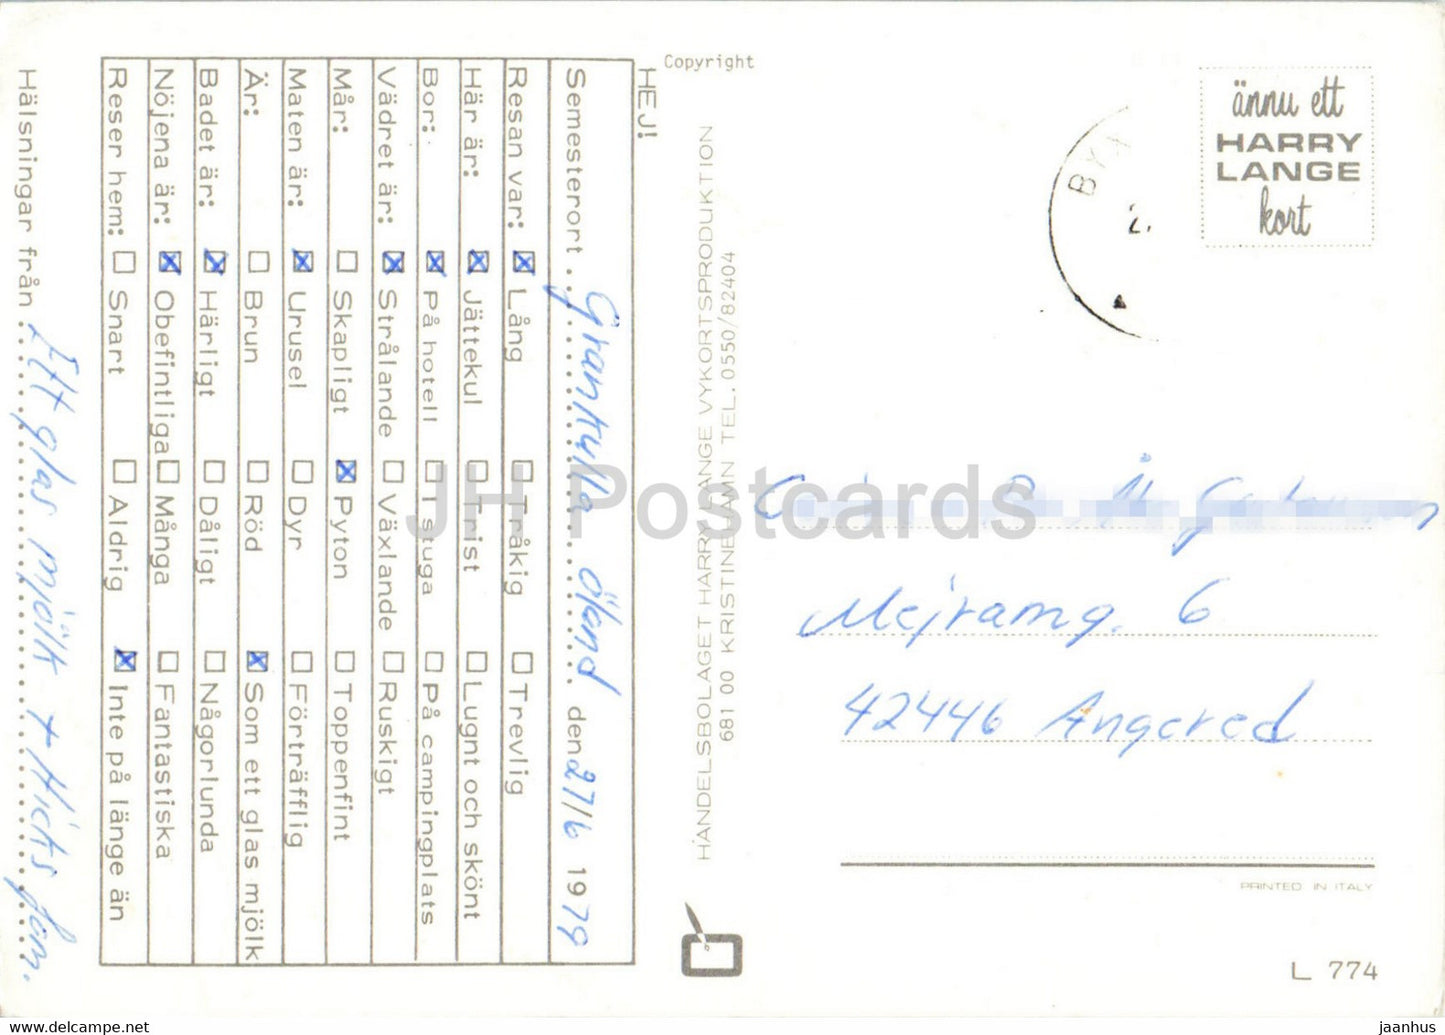 HEJ!
Semesterort Grankulla Öland den 27/6 1979
Resan var: ☒ Lång ☐ Tråkig ☐ Trevlig
Här är: ☒ Jättekul ☐ Trist ☐ Lugnt och skönt
Bor: ☒ På hotell ☐ I stuga ☐ På campingplats
Vädret är: ☒ Strålande ☐ Växlande ☐ Ruskigt
Mår: ☐ Skapligt ☒ Pyton ☐ Toppenfint
Maten är: ☒ Urusel ☐ Dyr ☐ Förträfflig
Är: ☐ Brun ☐ Röd ☒ Som ett glas mjölk
Badet är: ☒ Härligt ☐ Dåligt ☐ Någorlunda
Nöjena är: ☒ Obefintliga ☐ Många ☐ Fantastiska
Reser hem: ☐ Snart ☐ Aldrig ☒ Inte på länge än
Hälsningar från Ett glas mjölk + Hicks fam.
Copyright
HANDELSBOLAGET HARRY LANGE VYKORTSPRODUKTION
681 00 KRISTINEHAMN TEL. 0550/82404
ännu ett
HARRY
LANGE
kort
Mejramg. 6
42446 Angered
PRINTED IN ITALY
L 774
JH Postcards
https://www.jhpostcards.com/
jaanhus